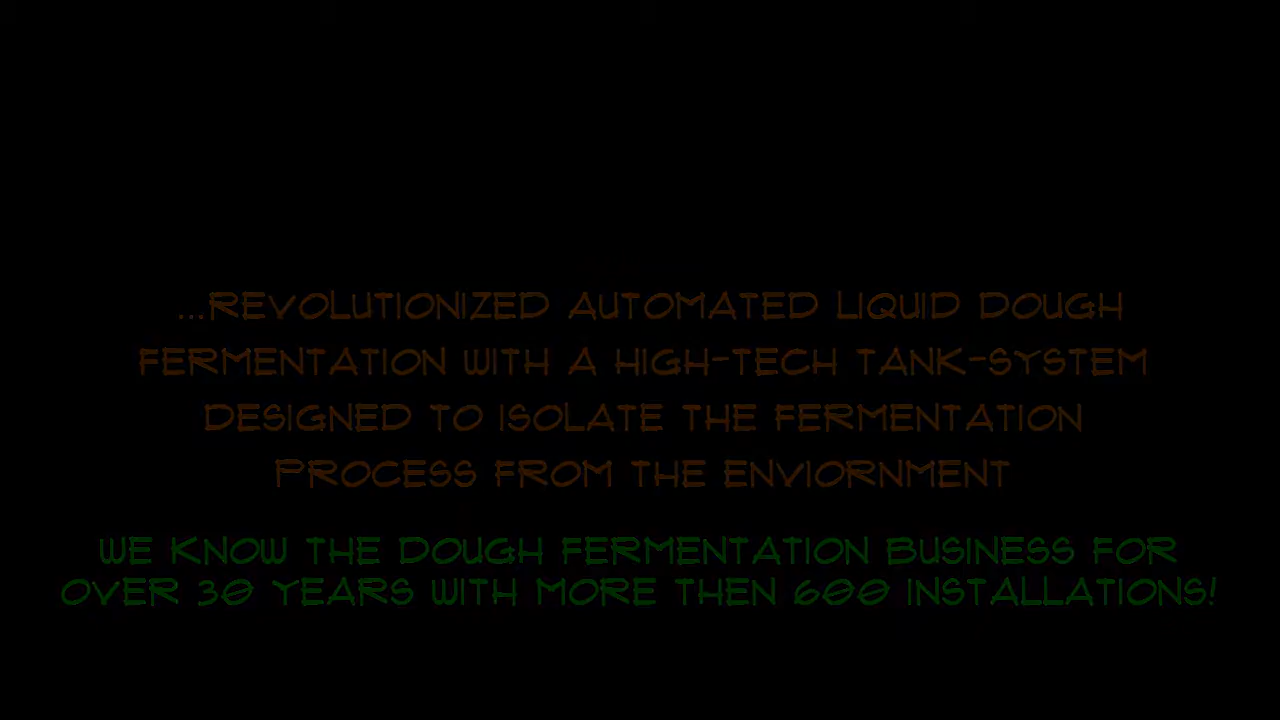 ...REVOLUTIONIZED AUTOMATED LIQUID DOUGH
FERMENTATION WITH A HIGH-TECH TANK-SYSTEM
DESIGNED TO ISOLATE THE FERMENTATION
PROCESS FROM THE ENVIORNMENT
WE KNOW THE DOUGH FERMENTATION BUSINESS FOR
OVER 30 YEARS WITH MORE THEN 600 INSTALLATIONS!